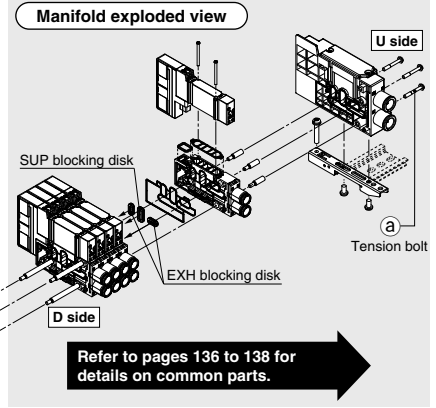 Manifold exploded view
U side
SUP blocking disk
a
Tension bolt
EXH blocking disk
D side
Refer to pages 136 to 138 for
details on common parts.